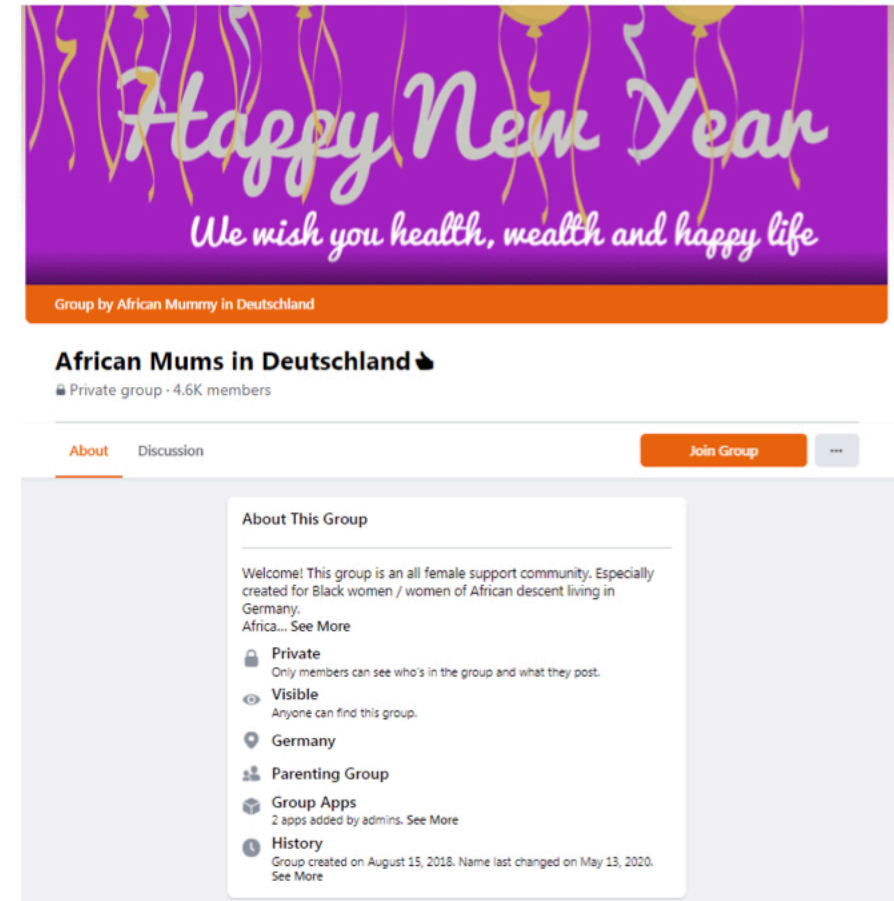 Happy New Year
We wish you health, wealth and happy life
Group by African Mummy in Deutschland
African Mums in Deutschland
Private group · 4.6K members
About
Discussion
Join Group
...
About This Group
Welcome! This group is an all female support community. Especially
created for Black women / women of African descent living in
Germany.
Africa... See More
Private
Only members can see who's in the group and what they post.
Visible
Anyone can find this group.
Germany
Parenting Group
Group Apps
2 apps added by admins. See More
History
Group created on August 15, 2018. Name last changed on May 13, 2020.
See More